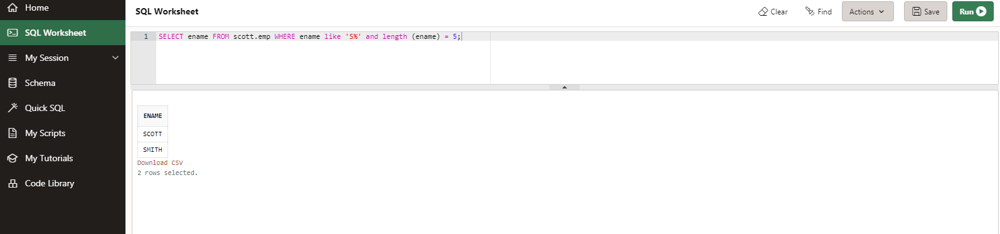 Home
SQL Worksheet
My Session
Schema
Quick SQL
My Scripts
My Tutorials
Code Library
SQL Worksheet
Clear
Find
Actions
Save
Run
1 SELECT ename FROM scott.emp WHERE ename like 'S%' and length (ename) = 5;
ENAME
SCOTT
SMITH
Download CSV
2 rows selected.